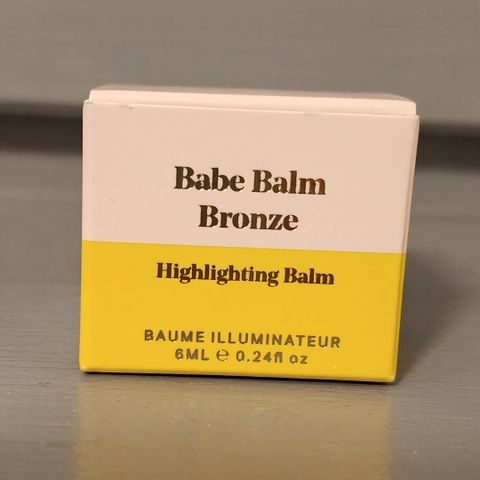 Babe Balm
Bronze
Highlighting Balm
BAUME ILLUMINATEUR
6ML ℮ 0.24fl oz